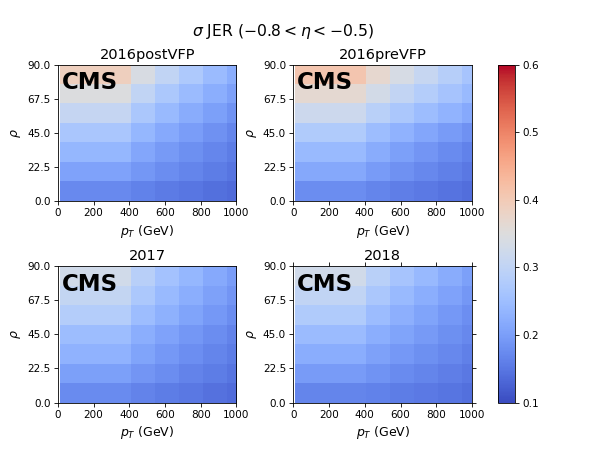 σ JER (−0.8 < η < −0.5)
2016postVFP
2016preVFP
90.0
67.5
45.0
22.5
0.0
ρ
CMS
0 200 400 600 800 1000
p_T (GeV)
90.0
67.5
45.0
22.5
0.0
ρ
CMS
0 200 400 600 800 1000
p_T (GeV)
2017
2018
90.0
67.5
45.0
22.5
0.0
ρ
CMS
0 200 400 600 800 1000
p_T (GeV)
90.0
67.5
45.0
22.5
0.0
ρ
CMS
0 200 400 600 800 1000
p_T (GeV)
0.6
0.5
0.4
0.3
0.2
0.1